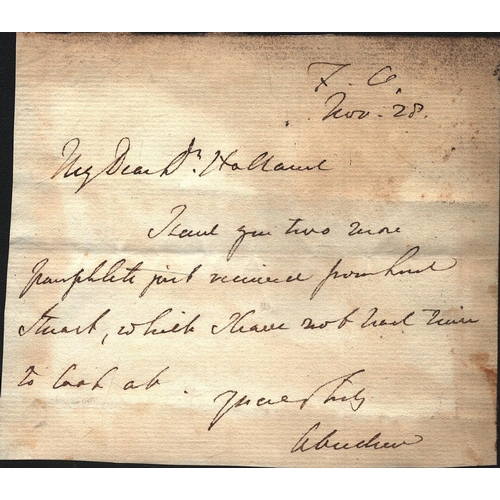 F. O.
Nov. 28.
My Dear Dr. Holland
I send you two more
pamphlets just received from Lord
Stuart, which I have not had time
to look at.
Yours truly
Aberdeen